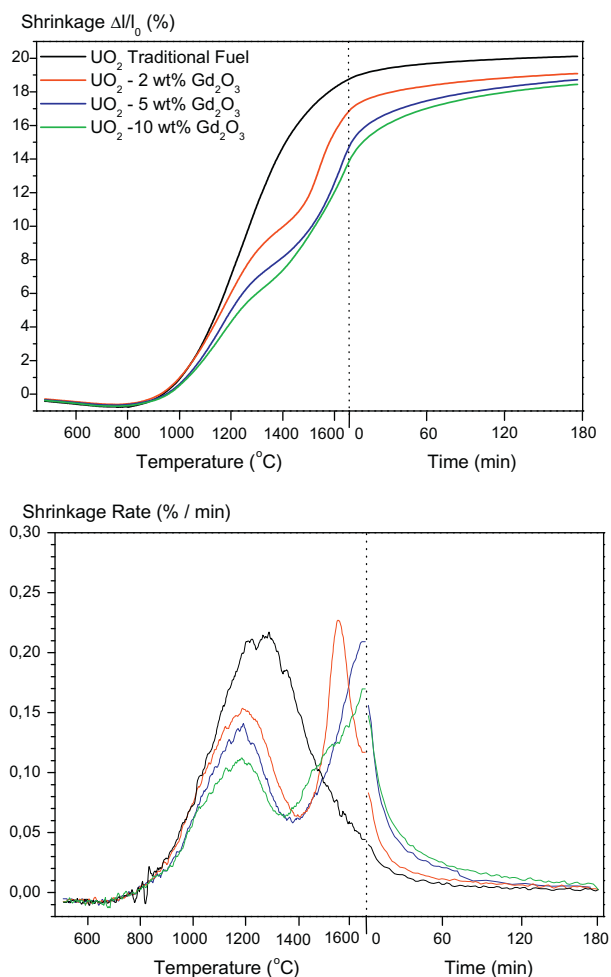 Shrinkage Δl/l₀ (%)
UO₂ Traditional Fuel
UO₂ - 2 wt% Gd₂O₃
UO₂ - 5 wt% Gd₂O₃
UO₂ -10 wt% Gd₂O₃
20
18
16
14
12
10
8
6
4
2
0
600 800 1000 1200 1400 1600 0 60 120 180
Temperature (°C) Time (min)
Shrinkage Rate (% / min)
0,30
0,25
0,20
0,15
0,10
0,05
0,00
600 800 1000 1200 1400 1600 0 60 120 180
Temperature (°C) Time (min)